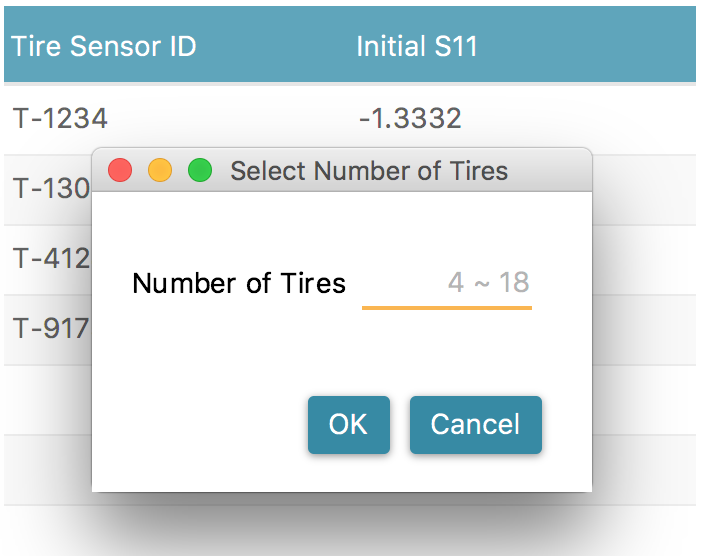 Tire Sensor ID Initial S11
T-1234 -1.3332
Select Number of Tires
T-130
T-412
Number of Tires 4 ~ 18
T-917
OK Cancel